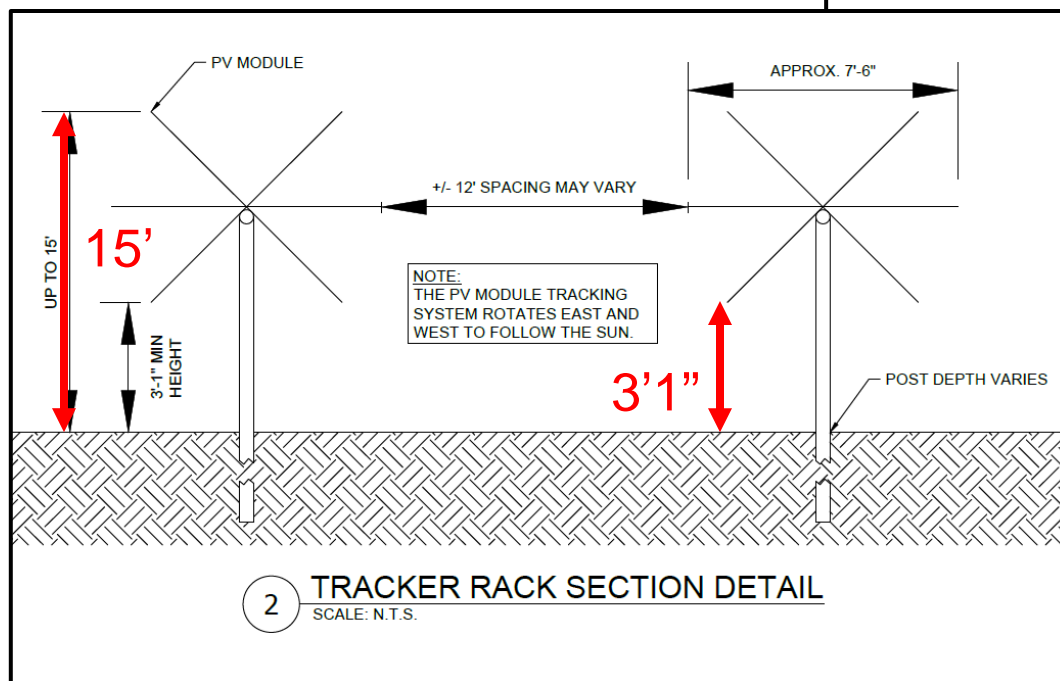 PV MODULE
APPROX. 7'-6"
+/- 12' SPACING MAY VARY
UP TO 15'
15’
3'-1" MIN
HEIGHT
NOTE:
THE PV MODULE TRACKING
SYSTEM ROTATES EAST AND
WEST TO FOLLOW THE SUN.
3’1”
POST DEPTH VARIES
2
TRACKER RACK SECTION DETAIL
SCALE: N.T.S.